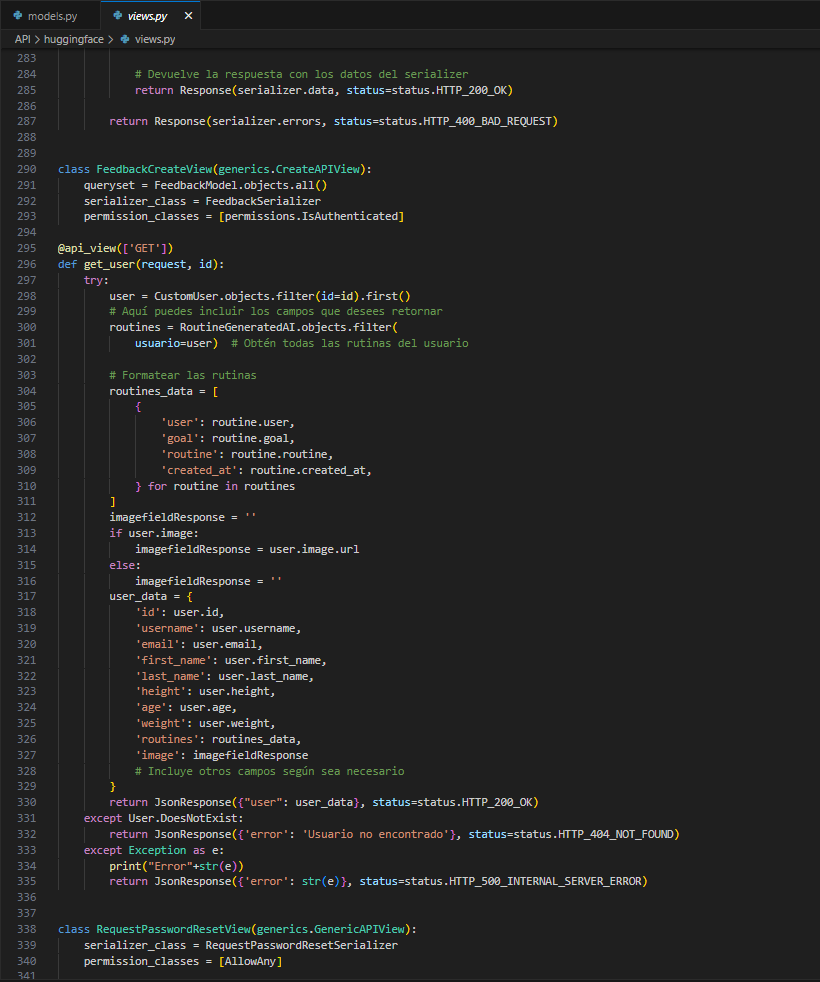 models.py views.py ×
API > huggingface > views.py
283
284 # Devuelve la respuesta con los datos del serializer
285 return Response(serializer.data, status=status.HTTP_200_OK)
286
287 return Response(serializer.errors, status=status.HTTP_400_BAD_REQUEST)
288
289
290 class FeedbackCreateView(generics.CreateAPIView):
291     queryset = FeedbackModel.objects.all()
292     serializer_class = FeedbackSerializer
293     permission_classes = [permissions.IsAuthenticated]
294
295 @api_view(['GET'])
296 def get_user(request, id):
297     try:
298         user = CustomUser.objects.filter(id=id).first()
299         # Aquí puedes incluir los campos que desees retornar
300         routines = RoutineGeneratedAI.objects.filter(
301             usuario=user)  # Obtén todas las rutinas del usuario
302
303         # Formatear las rutinas
304         routines_data = [
305             {
306                 'user': routine.user,
307                 'goal': routine.goal,
308                 'routine': routine.routine,
309                 'created_at': routine.created_at,
310             } for routine in routines
311         ]
312         imagefieldResponse = ''
313         if user.image:
314             imagefieldResponse = user.image.url
315         else:
316             imagefieldResponse = ''
317         user_data = {
318             'id': user.id,
319             'username': user.username,
320             'email': user.email,
321             'first_name': user.first_name,
322             'last_name': user.last_name,
323             'height': user.height,
324             'age': user.age,
325             'weight': user.weight,
326             'routines': routines_data,
327             'image': imagefieldResponse
328             # Incluye otros campos según sea necesario
329         }
330         return JsonResponse({"user": user_data}, status=status.HTTP_200_OK)
331     except User.DoesNotExist:
332         return JsonResponse({'error': 'Usuario no encontrado'}, status=status.HTTP_404_NOT_FOUND)
333     except Exception as e:
334         print("Error"+str(e))
335         return JsonResponse({'error': str(e)}, status=status.HTTP_500_INTERNAL_SERVER_ERROR)
336
337
338 class RequestPasswordResetView(generics.GenericAPIView):
339     serializer_class = RequestPasswordResetSerializer
340     permission_classes = [AllowAny]
341